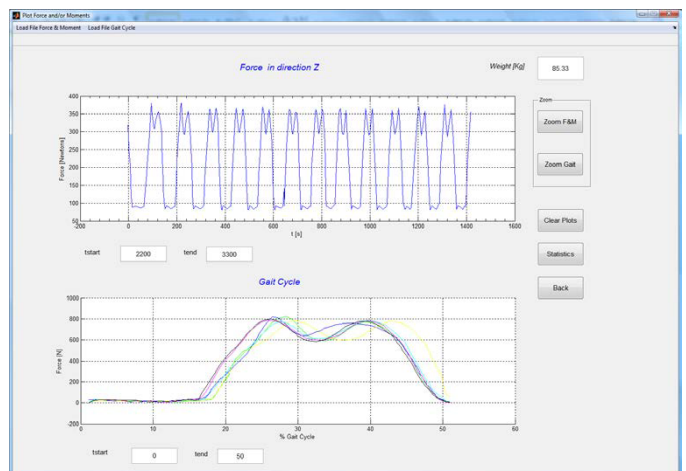 Plot Force and/or Moments
Load File Force & Moment Load File Gait Cycle
Force in direction Z
Weight [Kg] 85.33
400
350
300
250
200
150
100
50
Force [Newtons]
-200 0 200 400 600 800 1000 1200 1400 1600
t [s]
Zoom
Zoom F&M
Zoom Gait
Clear Plots
Statistics
Back
tstart 2200 tend 3300
Gait Cycle
1000
800
600
400
200
0
-200
Force [N]
0 10 20 30 40 50 60
% Gait Cycle
tstart 0 tend 50